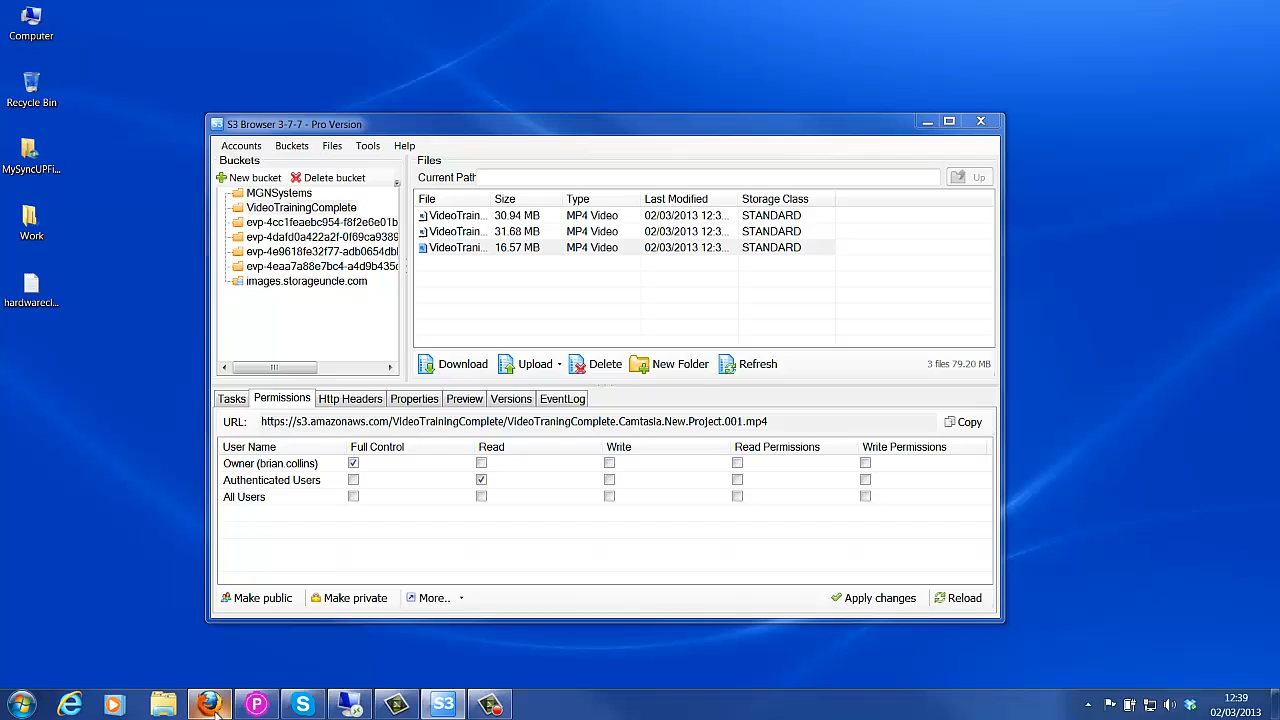 Computer
Recycle Bin
MySyncUPFi...
Work
hardwarecl...
S3 Browser 3-7-7 - Pro Version
Accounts Buckets Files Tools Help
Buckets
New bucket Delete bucket
MGNSystems
VideoTrainingComplete
evp-4cc1feaebc954-f8f2e6e01b
evp-4dafd0a422a2f-0f69ca9389
evp-4e9618fe32f77-adb0654dbl
evp-4eaa7a88e7bc4-a4d9b435c
images.storageuncle.com
Files
Current Path Up
File Size Type Last Modified Storage Class
VideoTrain... 30.94 MB MP4 Video 02/03/2013 12:3... STANDARD
VideoTrain... 31.68 MB MP4 Video 02/03/2013 12:3... STANDARD
VideoTrani... 16.57 MB MP4 Video 02/03/2013 12:3... STANDARD
Download Upload Delete New Folder Refresh 3 files 79.20 MB
Tasks Permissions Http Headers Properties Preview Versions EventLog
URL: https://s3.amazonaws.com/VideoTrainingComplete/VideoTraningComplete.Camtasia.New.Project.001.mp4 Copy
User Name Full Control Read Write Read Permissions Write Permissions
Owner (brian.collins)
Authenticated Users
All Users
Make public Make private More.. Apply changes Reload
S3
12:39
02/03/2013